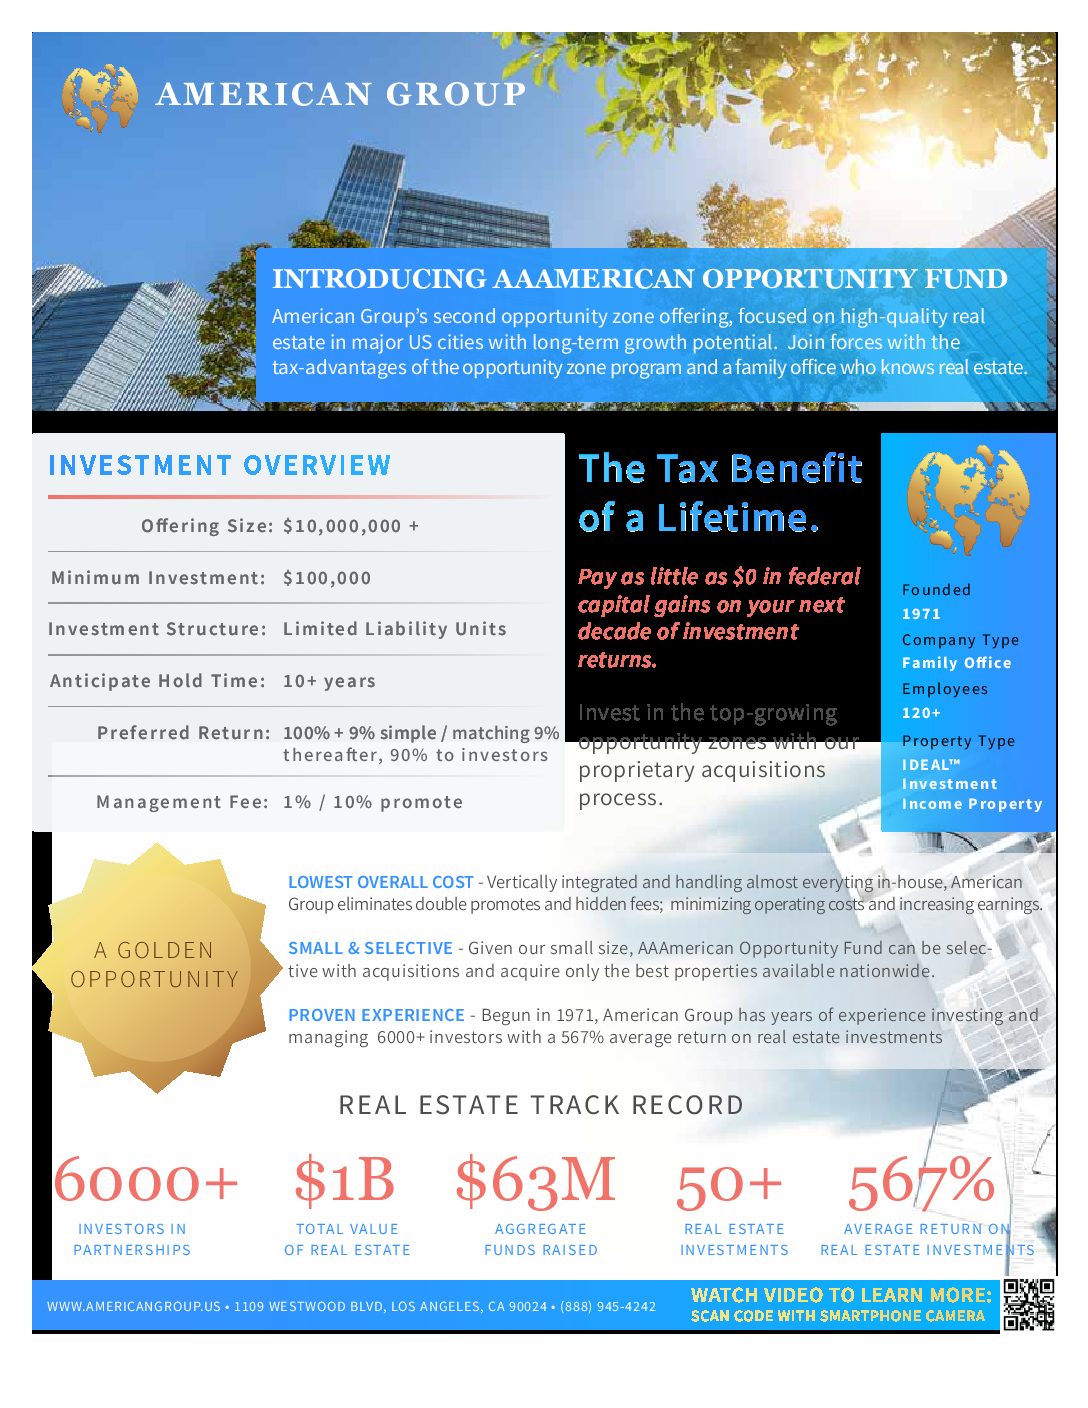 AMERICAN GROUP
INTRODUCING AAAMERICAN OPPORTUNITY FUND
American Group's second opportunity zone offering, focused on high-quality real
estate in major US cities with long-term growth potential. Join forces with the
tax-advantages of the opportunity zone program and a family office who knows real estate.
INVESTMENT OVERVIEW
Offering Size: $10,000,000 +
Minimum Investment: $100,000
Investment Structure: Limited Liability Units
Anticipate Hold Time: 10+ years
Preferred Return: 100% + 9% simple / matching 9%
thereafter, 90% to investors
Management Fee: 1% / 10% promote
The Tax Benefit
of a Lifetime.
Pay as little as $0 in federal
capital gains on your next
decade of investment
returns.
Invest in the top-growing
opportunity zones with our
proprietary acquisitions
process.
Founded
1971
Company Type
Family Office
Employees
120+
Property Type
IDEAL™
Investment
Income Property
A GOLDEN
OPPORTUNITY
LOWEST OVERALL COST - Vertically integrated and handling almost everyting in-house, American
Group eliminates double promotes and hidden fees; minimizing operating costs and increasing earnings.
SMALL & SELECTIVE - Given our small size, AAAmerican Opportunity Fund can be selec-
tive with acquisitions and acquire only the best properties available nationwide.
PROVEN EXPERIENCE - Begun in 1971, American Group has years of experience investing and
managing 6000+ investors with a 567% average return on real estate investments
REAL ESTATE TRACK RECORD
6000+
INVESTORS IN
PARTNERSHIPS
$1B
TOTAL VALUE
OF REAL ESTATE
$63M
AGGREGATE
FUNDS RAISED
50+
REAL ESTATE
INVESTMENTS
567%
AVERAGE RETURN ON
REAL ESTATE INVESTMENTS
WWW.AMERICANGROUP.US • 1109 WESTWOOD BLVD, LOS ANGELES, CA 90024 • (888) 945-4242
WATCH VIDEO TO LEARN MORE:
SCAN CODE WITH SMARTPHONE CAMERA